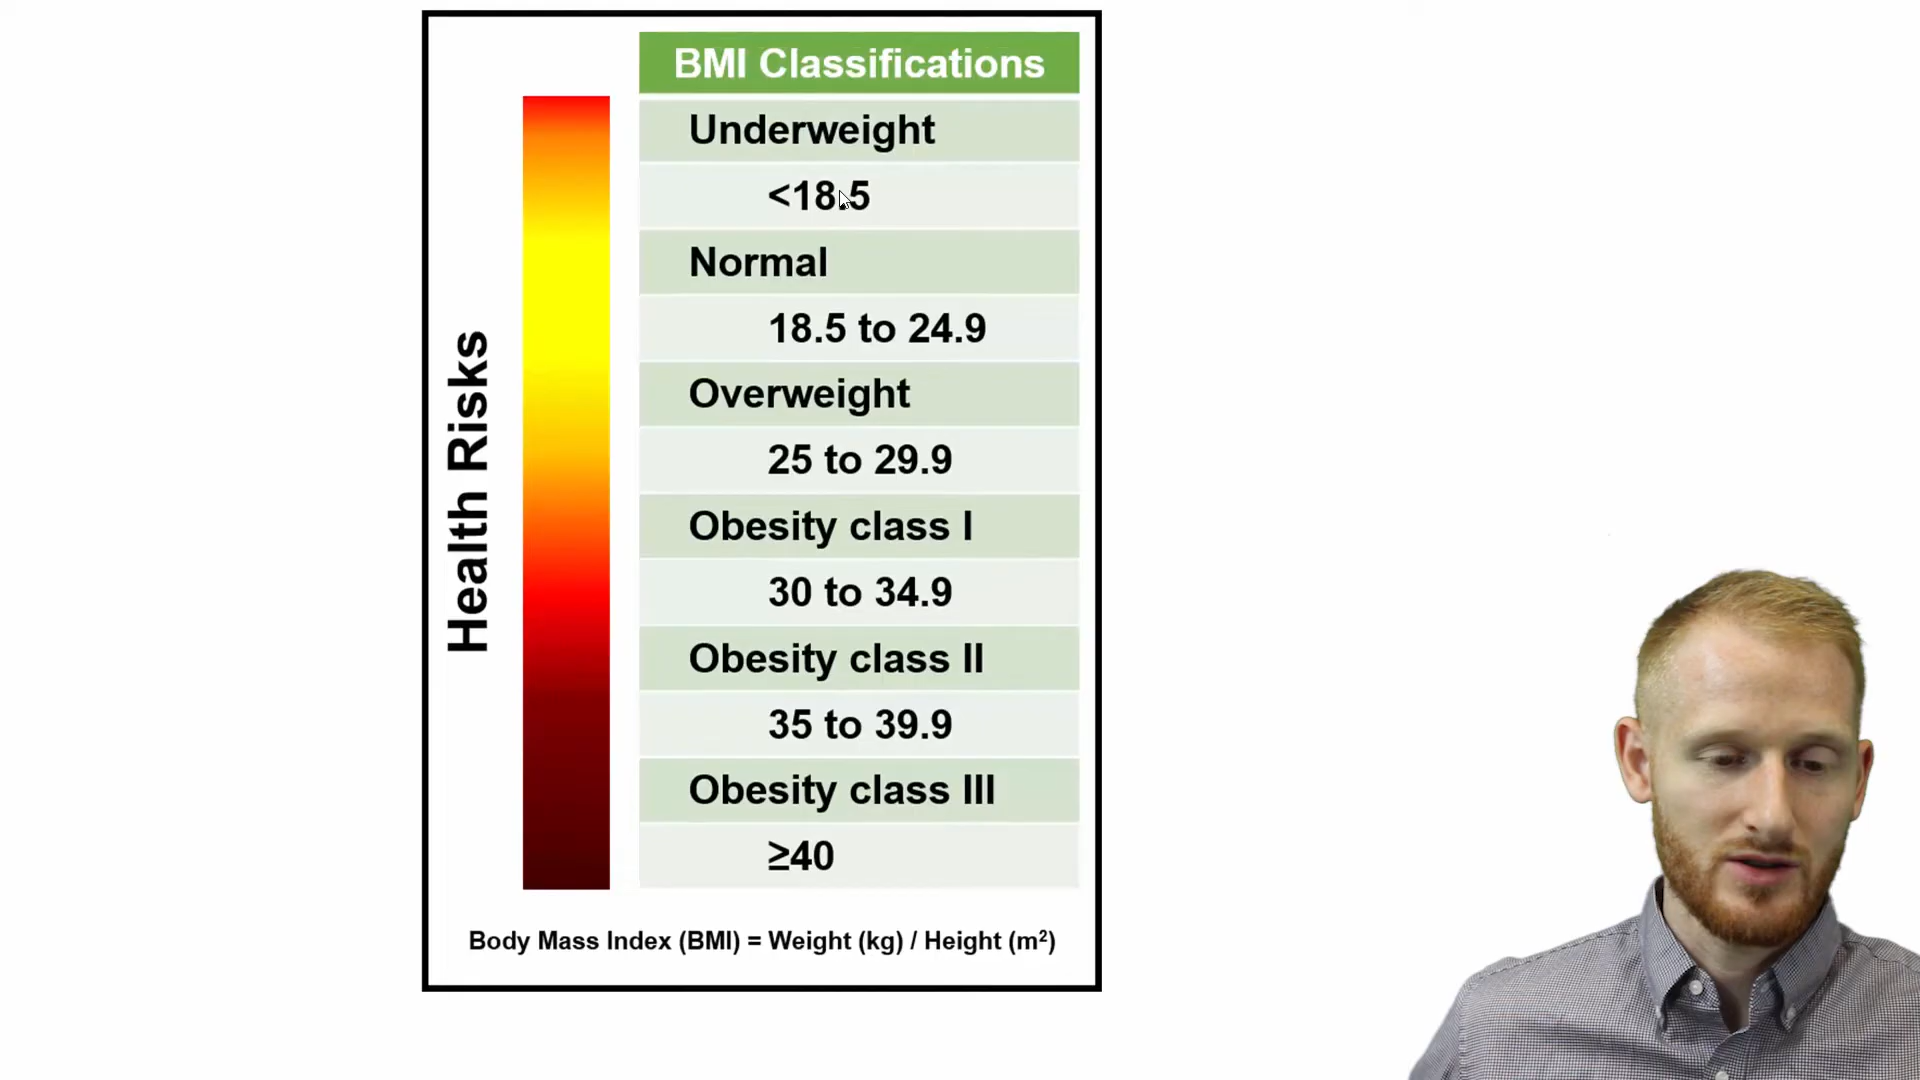 BMI Classifications
Underweight
<18.5
Normal
18.5 to 24.9
Overweight
25 to 29.9
Obesity class I
30 to 34.9
Obesity class II
35 to 39.9
Obesity class III
≥40
Health Risks
Body Mass Index (BMI) = Weight (kg) / Height (m²)